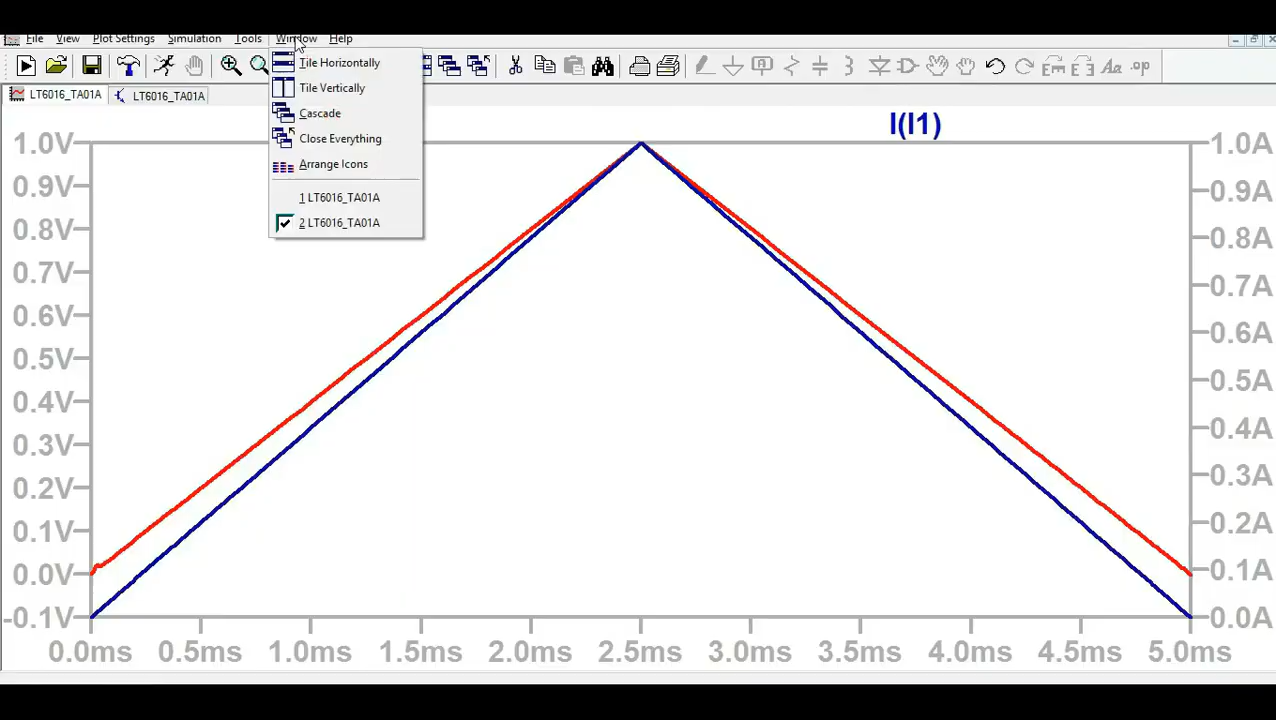 File View Plot Settings Simulation Tools Window Help
.op
LT6016_TA01A LT6016_TA01A
Tile Horizontally
Tile Vertically
Cascade
Close Everything
Arrange Icons
1 LT6016_TA01A
2 LT6016_TA01A
I(I1)
1.0V 1.0A
0.9V 0.9A
0.8V 0.8A
0.7V 0.7A
0.6V 0.6A
0.5V 0.5A
0.4V 0.4A
0.3V 0.3A
0.2V 0.2A
0.1V 0.1A
0.0V 0.0A
-0.1V
0.0ms 0.5ms 1.0ms 1.5ms 2.0ms 2.5ms 3.0ms 3.5ms 4.0ms 4.5ms 5.0ms